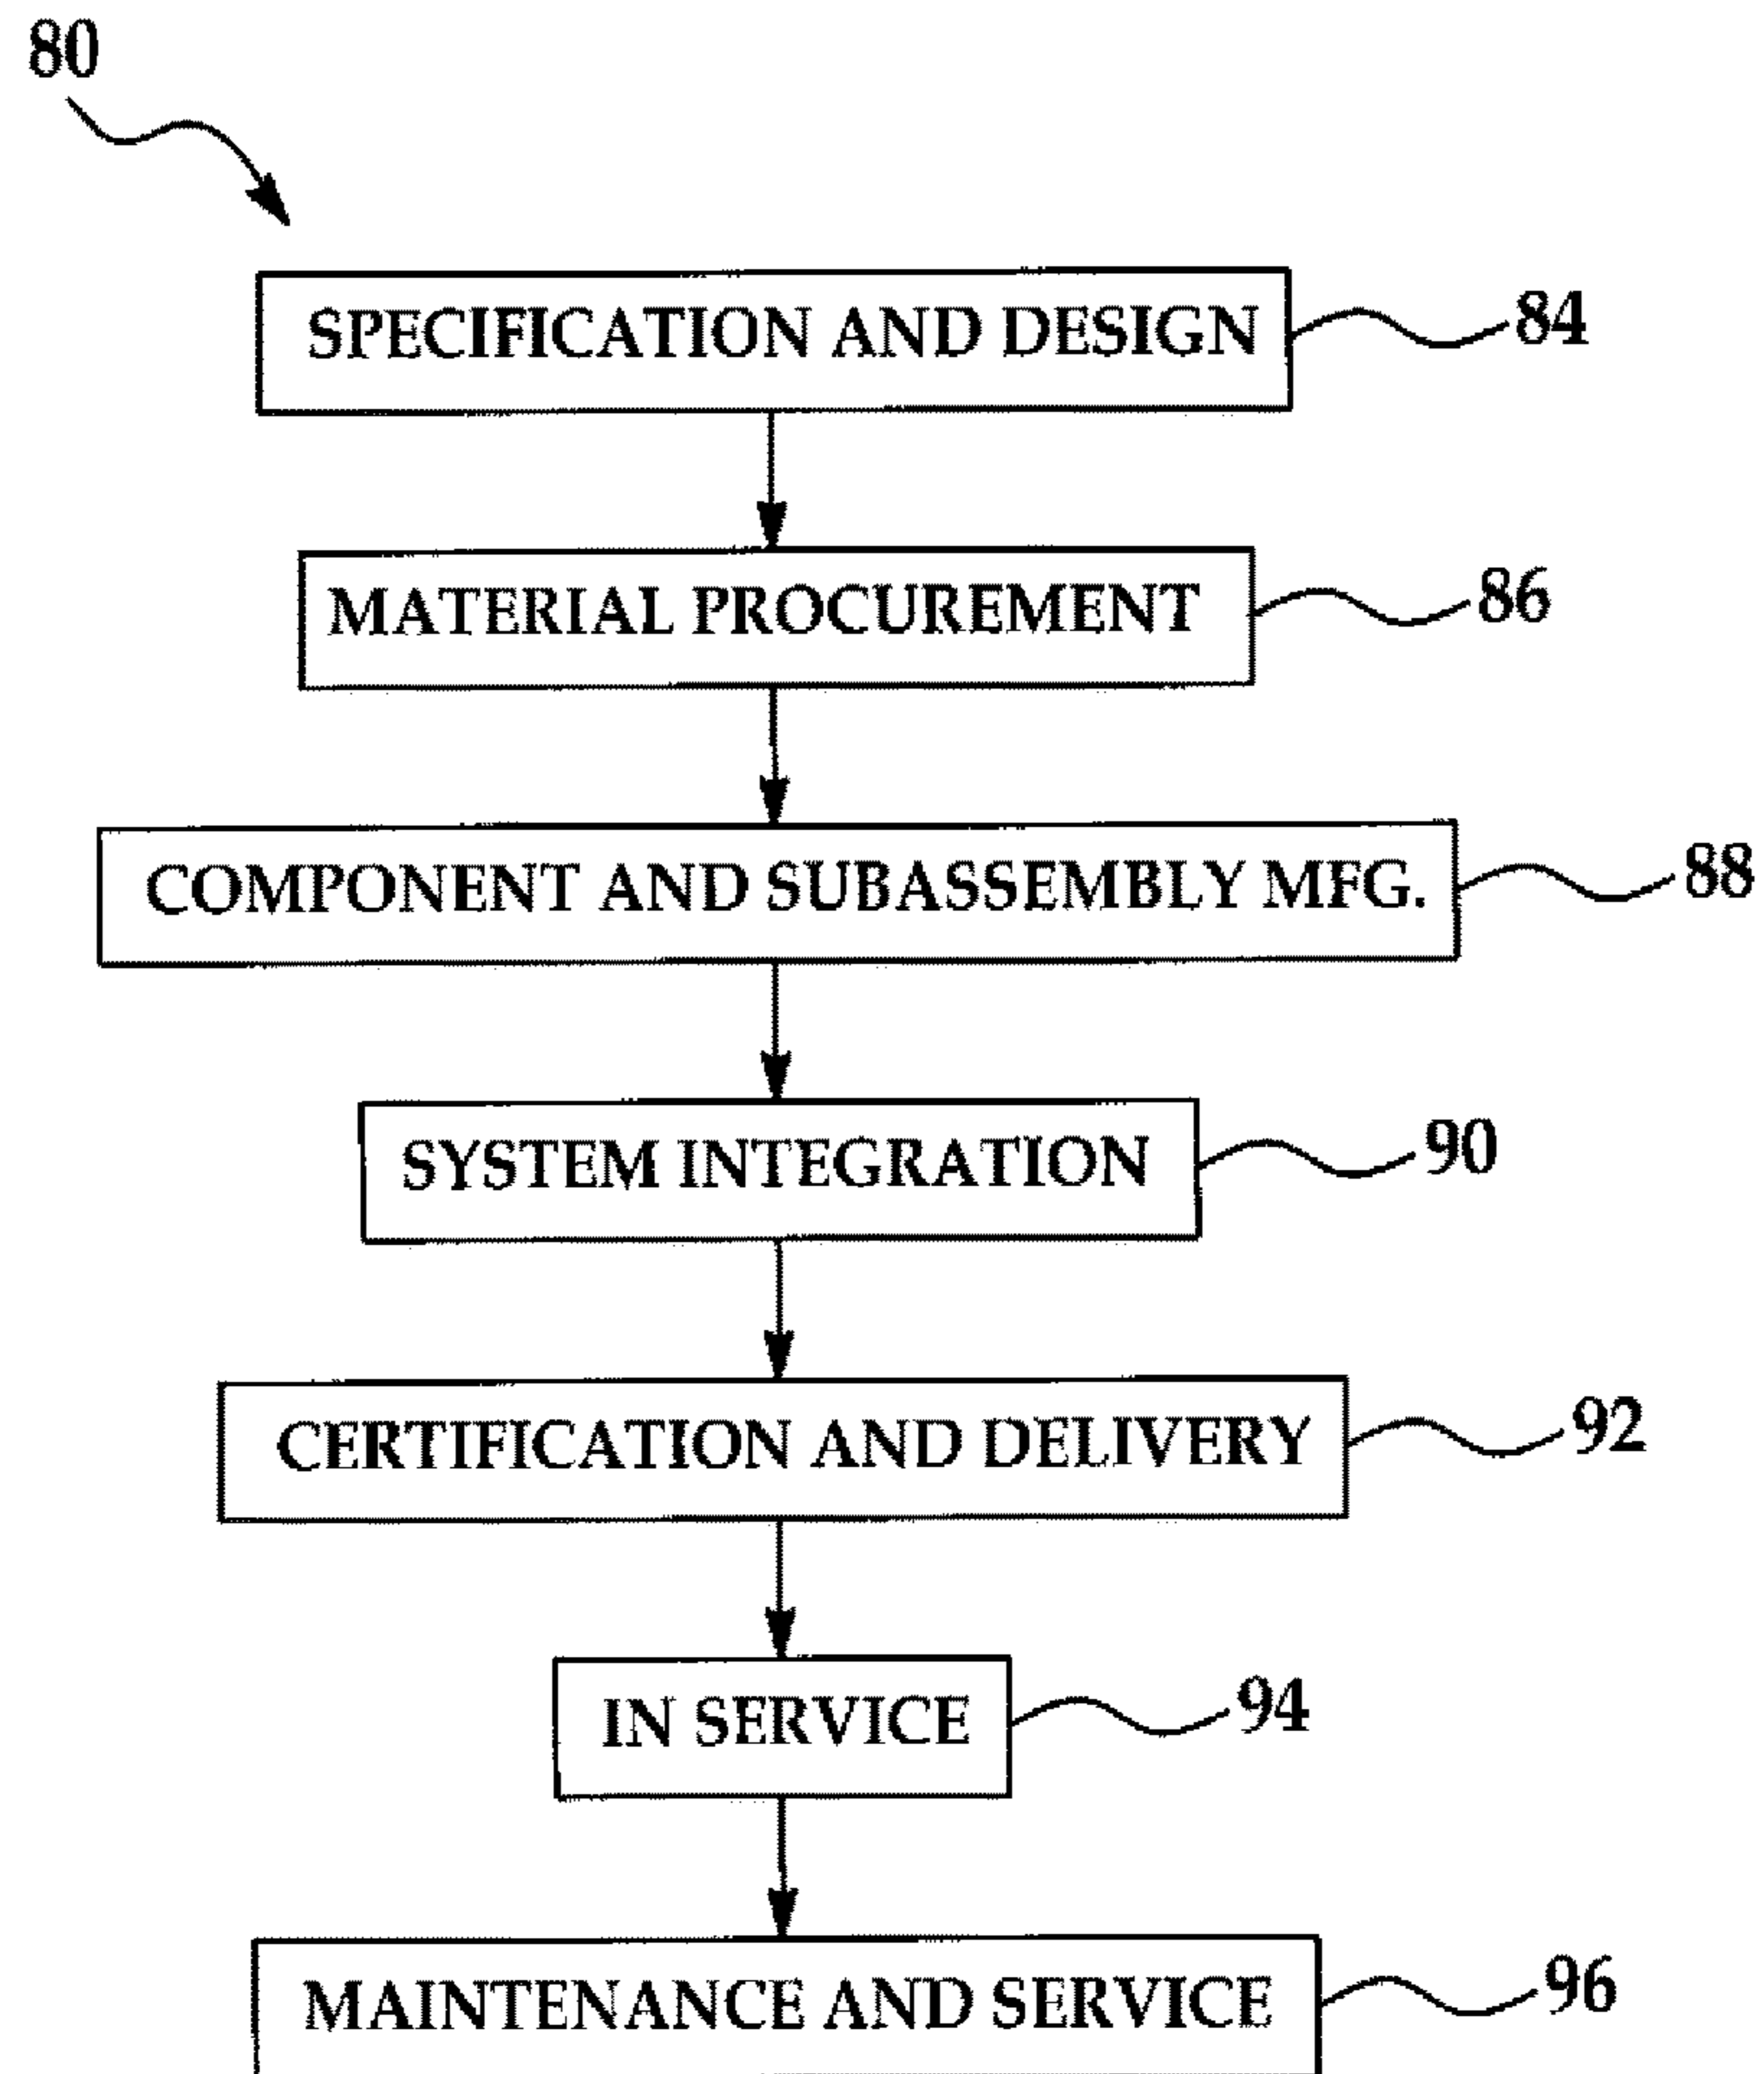 80
SPECIFICATION AND DESIGN 84
MATERIAL PROCUREMENT 86
COMPONENT AND SUBASSEMBLY MFG. 88
SYSTEM INTEGRATION 90
CERTIFICATION AND DELIVERY 92
IN SERVICE 94
MAINTENANCE AND SERVICE 96